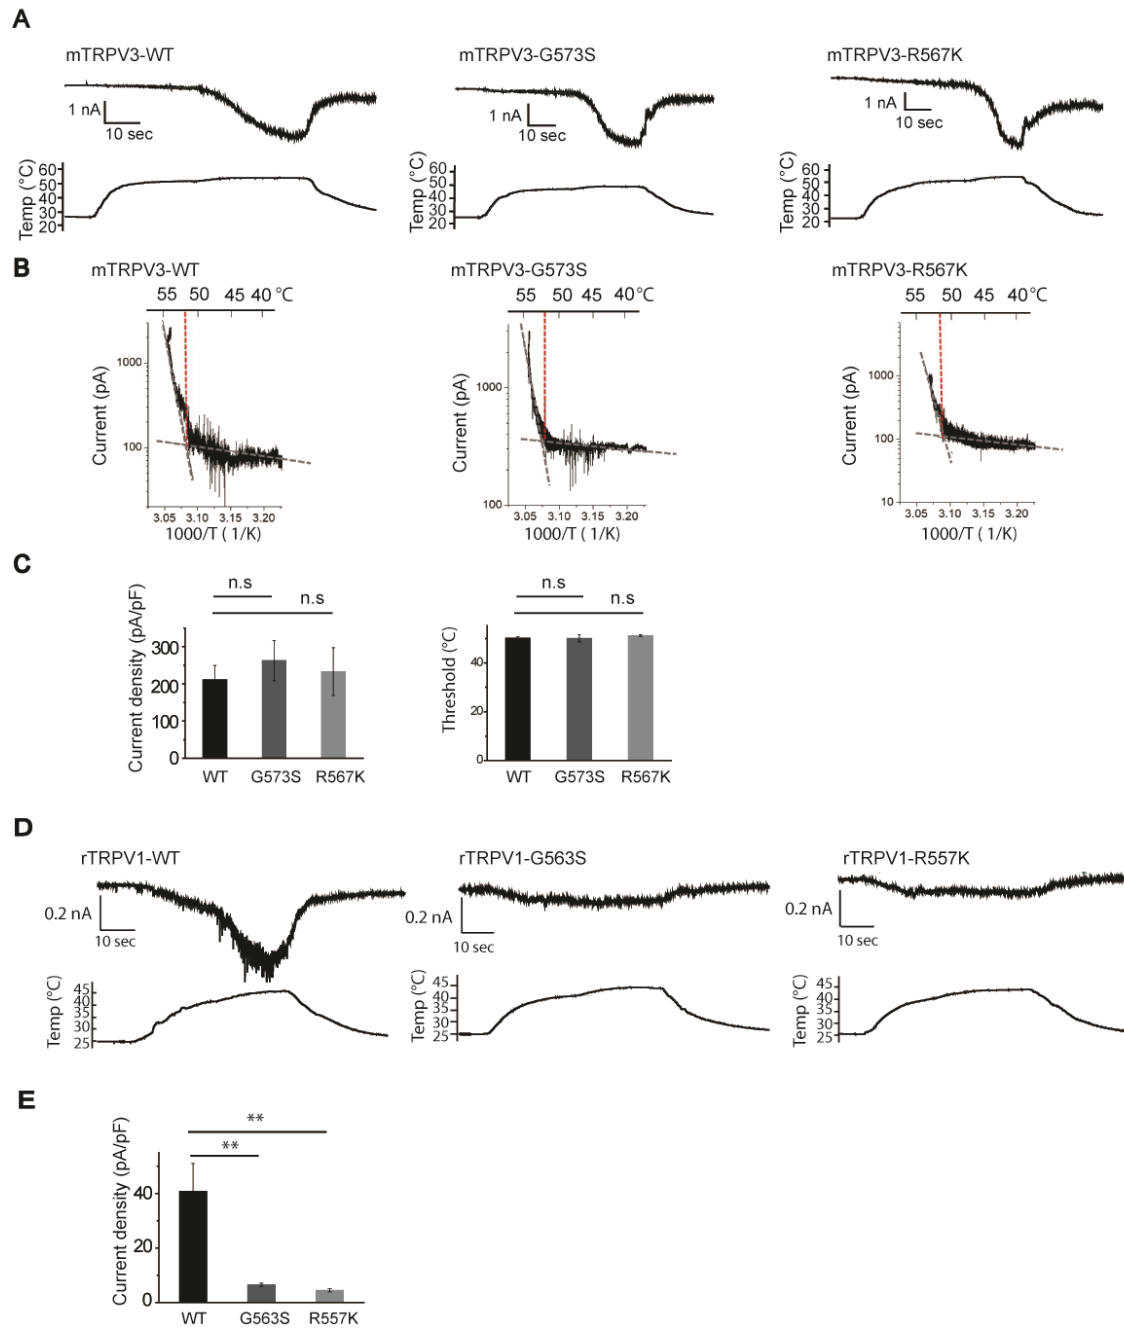 A
mTRPV3-WT
mTRPV3-G573S
mTRPV3-R567K
1 nA
10 sec
1 nA
10 sec
1 nA
10 sec
Temp (°C)
60
50
40
30
20
Temp (°C)
60
50
40
30
20
Temp (°C)
60
50
40
30
20
B
mTRPV3-WT
mTRPV3-G573S
mTRPV3-R567K
55 50 45 40 °C
55 50 45 40 °C
55 50 45 40 °C
Current (pA)
1000
100
3.05 3.10 3.15 3.20
1000/T ( 1/K)
Current (pA)
1000
100
3.05 3.10 3.15 3.20
1000/T ( 1/K)
Current (pA)
1000
100
10
3.05 3.10 3.15 3.20
1000/T ( 1/K)
C
n.s
n.s
Current density (pA/pF)
300
200
100
0
WT G573S R567K
n.s
n.s
Threshold (°C)
40
20
0
WT G573S R567K
D
rTRPV1-WT
rTRPV1-G563S
rTRPV1-R557K
0.2 nA
10 sec
0.2 nA
10 sec
0.2 nA
10 sec
Temp (°C)
45
40
35
30
25
Temp (°C)
45
40
35
30
25
Temp (°C)
45
40
35
30
25
E
**
**
Current density (pA/pF)
40
20
0
WT G563S R557K